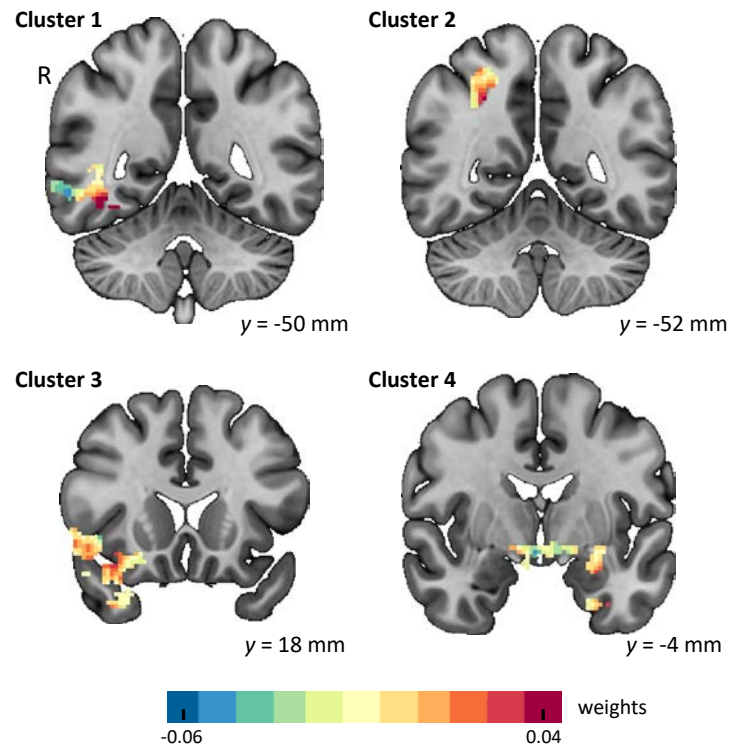 Cluster 1
Cluster 2
R
y = -50 mm
y = -52 mm
Cluster 3
Cluster 4
y = 18 mm
y = -4 mm
weights
-0.06
0.04